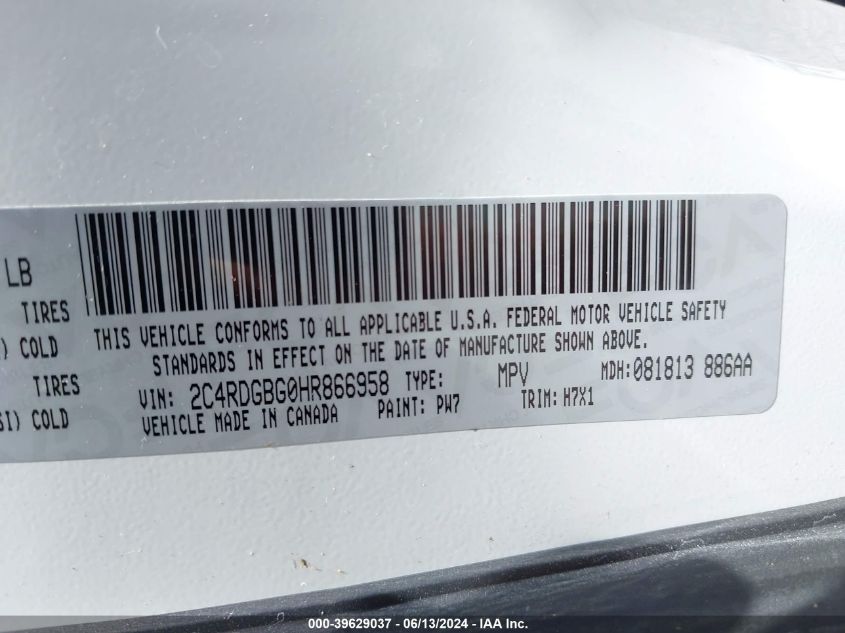 LB
TIRES
) COLD
TIRES
SI) COLD
THIS VEHICLE CONFORMS TO ALL APPLICABLE U.S.A. FEDERAL MOTOR VEHICLE SAFETY
STANDARDS IN EFFECT ON THE DATE OF MANUFACTURE SHOWN ABOVE.
VIN: 2C4RDGBG0HR866958 TYPE: MPV MDH:081813 886AA
VEHICLE MADE IN CANADA PAINT: PW7 TRIM: H7X1
000-39629037 - 06/13/2024 - IAA Inc.